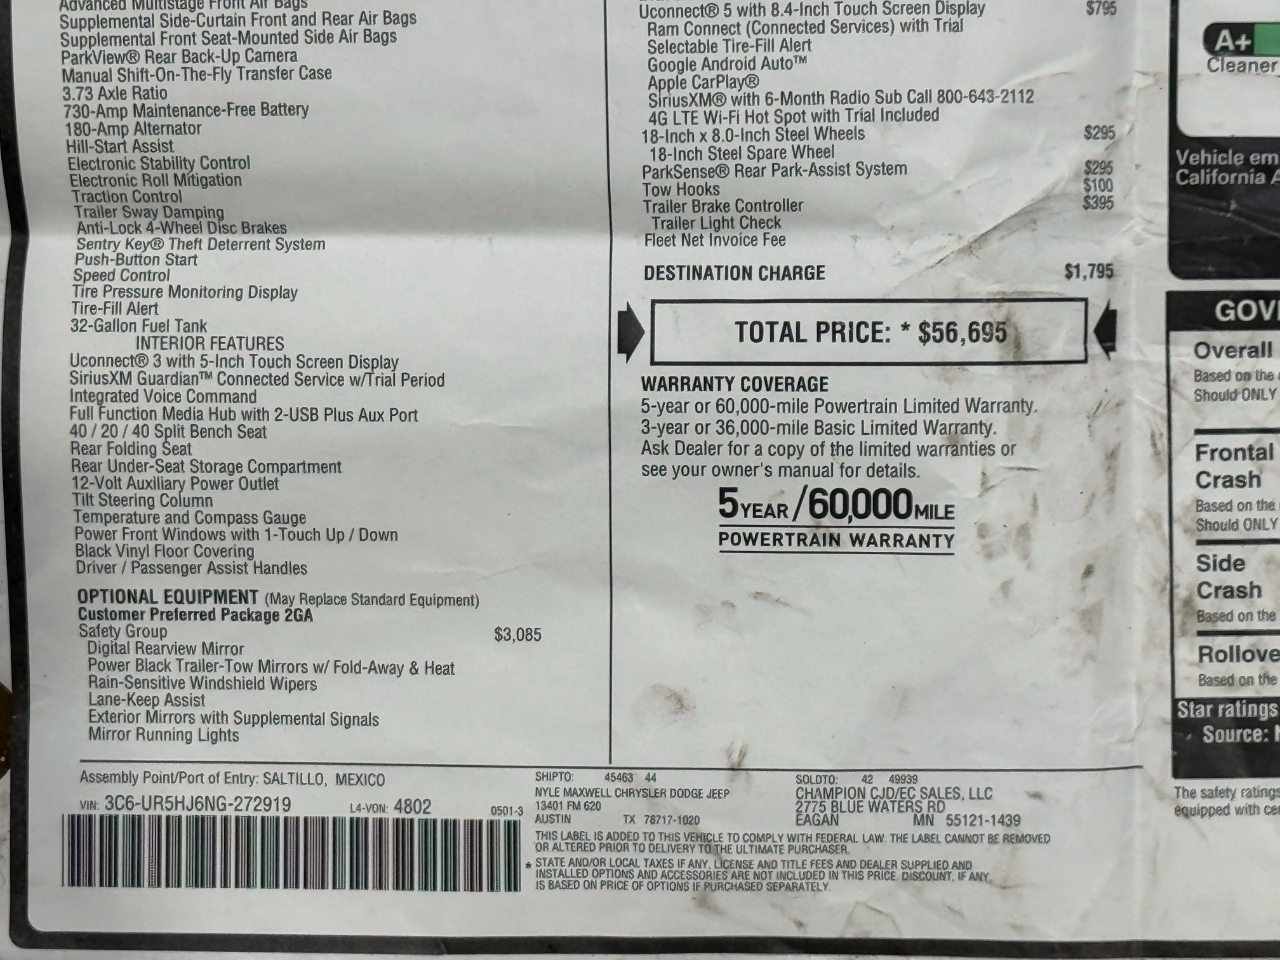 Advanced Multistage Front Air Bags
Supplemental Side-Curtain Front and Rear Air Bags
Supplemental Front Seat-Mounted Side Air Bags
ParkView® Rear Back-Up Camera
Manual Shift-On-The-Fly Transfer Case
3.73 Axle Ratio
730-Amp Maintenance-Free Battery
180-Amp Alternator
Hill-Start Assist
Electronic Stability Control
Electronic Roll Mitigation
Traction Control
Trailer Sway Damping
Anti-Lock 4-Wheel Disc Brakes
Sentry Key® Theft Deterrent System
Push-Button Start
Speed Control
Tire Pressure Monitoring Display
Tire-Fill Alert
32-Gallon Fuel Tank
INTERIOR FEATURES
Uconnect® 3 with 5-Inch Touch Screen Display
SiriusXM Guardian™ Connected Service w/Trial Period
Integrated Voice Command
Full Function Media Hub with 2-USB Plus Aux Port
40 / 20 / 40 Split Bench Seat
Rear Folding Seat
Rear Under-Seat Storage Compartment
12-Volt Auxiliary Power Outlet
Tilt Steering Column
Temperature and Compass Gauge
Power Front Windows with 1-Touch Up / Down
Black Vinyl Floor Covering
Driver / Passenger Assist Handles
OPTIONAL EQUIPMENT (May Replace Standard Equipment)
Customer Preferred Package 2GA
Safety Group $3,085
Digital Rearview Mirror
Power Black Trailer-Tow Mirrors w/ Fold-Away & Heat
Rain-Sensitive Windshield Wipers
Lane-Keep Assist
Exterior Mirrors with Supplemental Signals
Mirror Running Lights
Uconnect® 5 with 8.4-Inch Touch Screen Display $795
Ram Connect (Connected Services) with Trial
Selectable Tire-Fill Alert
Google Android Auto™
Apple CarPlay®
SiriusXM® with 6-Month Radio Sub Call 800-643-2112
4G LTE Wi-Fi Hot Spot with Trial Included
18-Inch x 8.0-Inch Steel Wheels $295
18-Inch Steel Spare Wheel
ParkSense® Rear Park-Assist System $295
Tow Hooks $100
Trailer Brake Controller $395
Trailer Light Check
Fleet Net Invoice Fee
DESTINATION CHARGE $1,795
TOTAL PRICE: * $56,695
WARRANTY COVERAGE
5-year or 60,000-mile Powertrain Limited Warranty.
3-year or 36,000-mile Basic Limited Warranty.
Ask Dealer for a copy of the limited warranties or
see your owner's manual for details.
5 YEAR/60,000 MILE
POWERTRAIN WARRANTY
A+
Cleaner
Vehicle em
California A
GOV
Overall
Based on the
Should ONLY
Frontal
Crash
Based on the
Should ONLY
Side
Crash
Based on the
Rollove
Based on the
Star ratings
Source: N
The safety ratings
equipped with cer
Assembly Point/Port of Entry: SALTILLO, MEXICO
VIN: 3C6-UR5HJ6NG-272919 L4-VON: 4802 0501-3
SHIPTO: 45463 44
NYLE MAXWELL CHRYSLER DODGE JEEP
13401 FM 620
AUSTIN TX 78717-1020
SOLDTO: 42 49939
CHAMPION CJD/EC SALES, LLC
2775 BLUE WATERS RD
EAGAN MN 55121-1439
THIS LABEL IS ADDED TO THIS VEHICLE TO COMPLY WITH FEDERAL LAW. THE LABEL CANNOT BE REMOVED
OR ALTERED PRIOR TO DELIVERY TO THE ULTIMATE PURCHASER.
* STATE AND/OR LOCAL TAXES IF ANY, LICENSE AND TITLE FEES AND DEALER SUPPLIED AND
INSTALLED OPTIONS AND ACCESSORIES ARE NOT INCLUDED IN THIS PRICE. DISCOUNT, IF ANY,
IS BASED ON PRICE OF OPTIONS IF PURCHASED SEPARATELY.